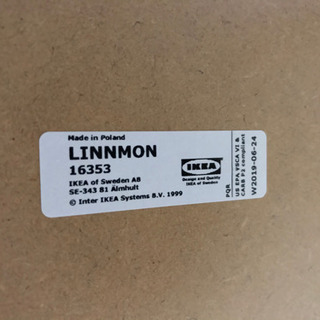 Made in Poland
LINNMON
16353
IKEA of Sweden AB
SE-343 81 Älmhult
© Inter IKEA Systems B.V. 1999
IKEA
Design and Quality
IKEA of Sweden
PQR
US EPA, 93CA VI &
CARB P2 compliant
W2019-06-24